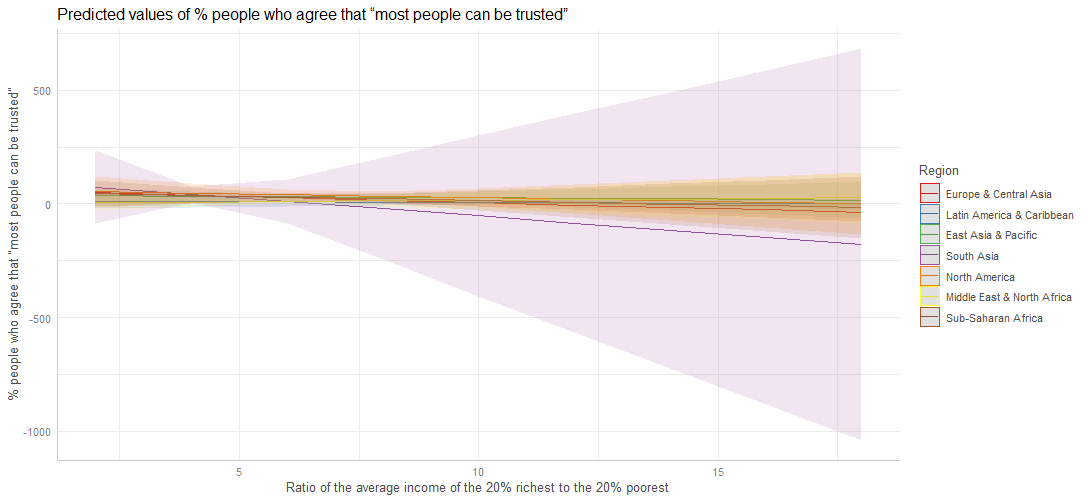 Predicted values of % people who agree that “most people can be trusted”
% people who agree that "most people can be trusted"
500
0
-500
-1000
5
10
15
Ratio of the average income of the 20% richest to the 20% poorest
Region
Europe & Central Asia
Latin America & Caribbean
East Asia & Pacific
South Asia
North America
Middle East & North Africa
Sub-Saharan Africa